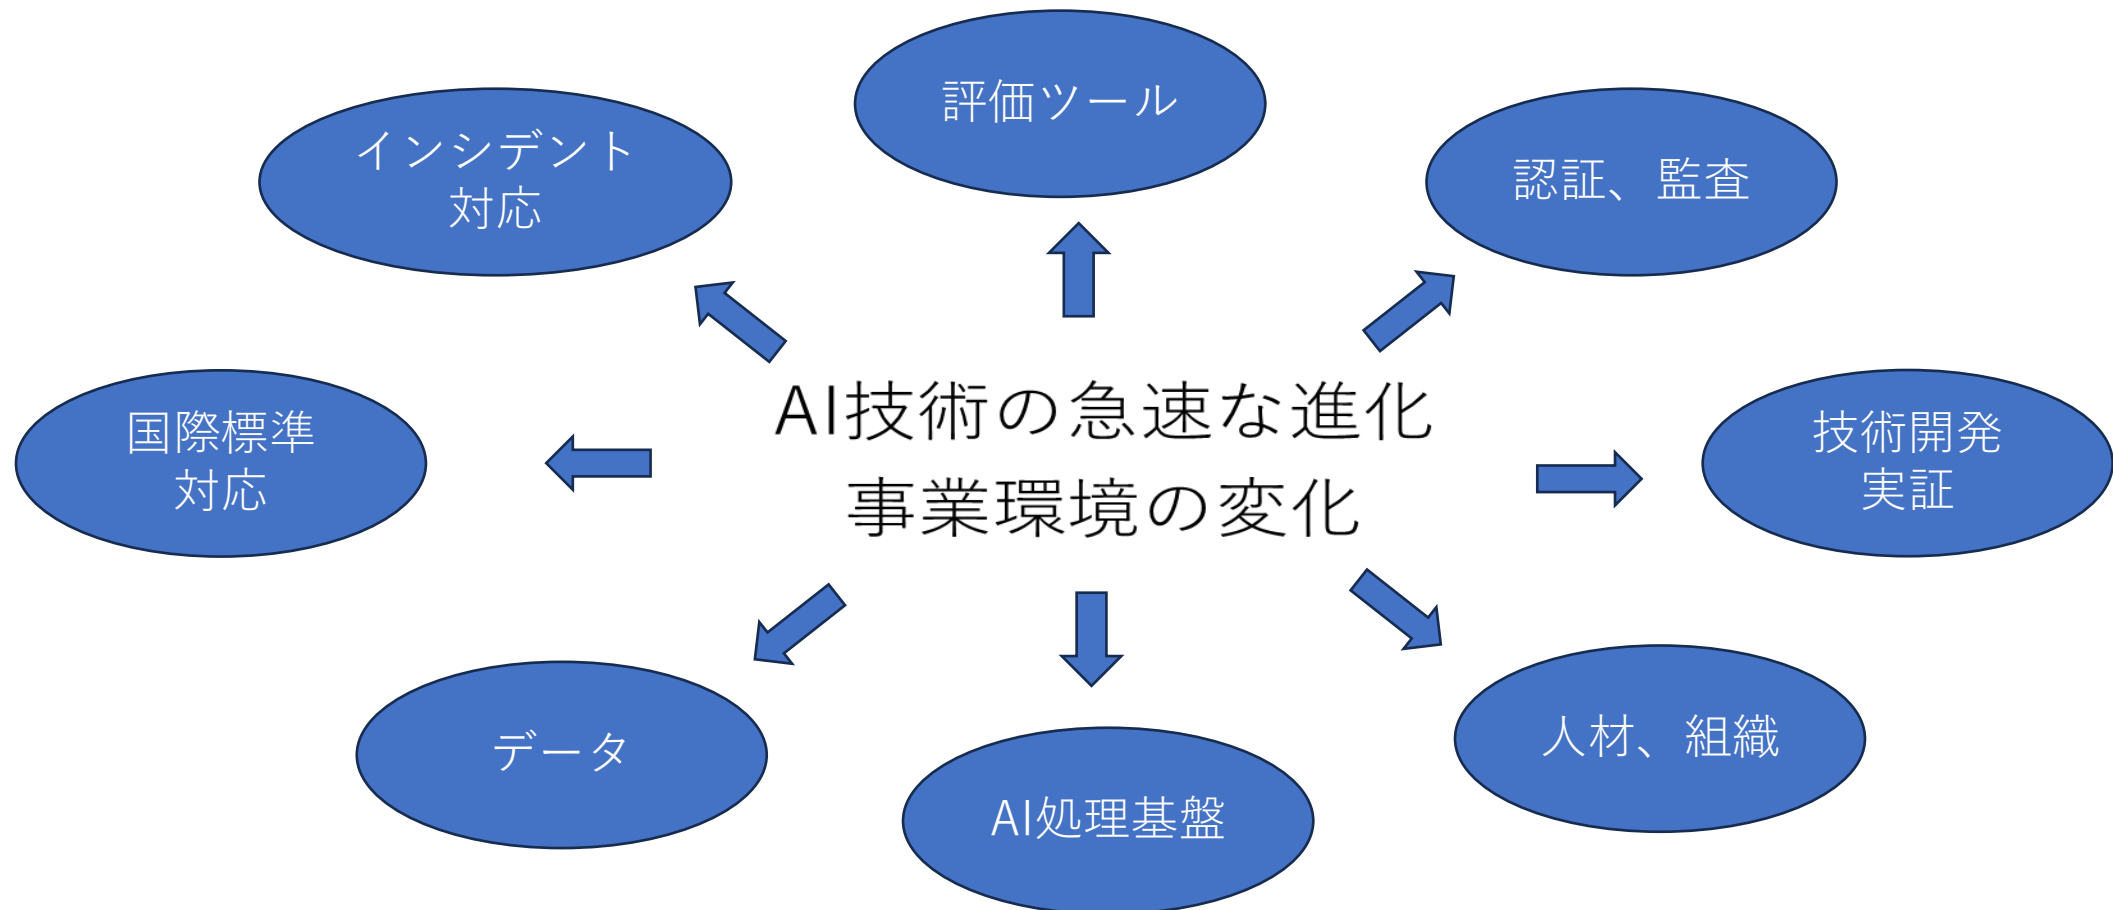 評価ツール
インシデント
対応
認証、監査
AI技術の急速な進化
事業環境の変化
国際標準
対応
技術開発
実証
データ
AI処理基盤
人材、組織